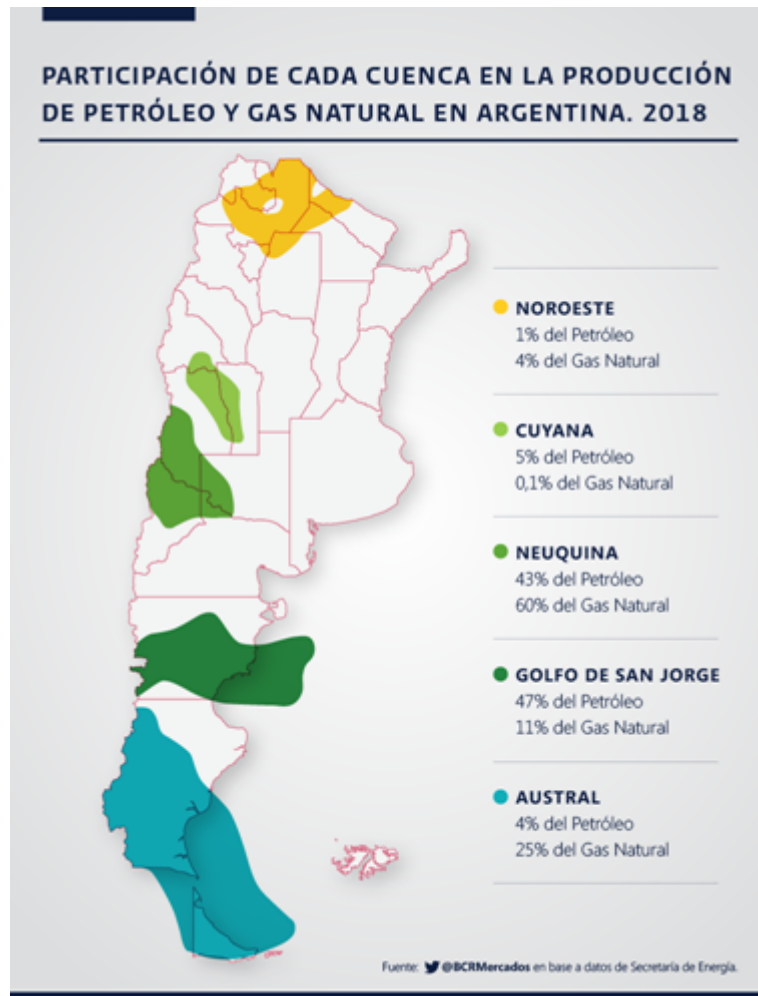 PARTICIPACIÓN DE CADA CUENCA EN LA PRODUCCIÓN
DE PETRÓLEO Y GAS NATURAL EN ARGENTINA. 2018
NOROESTE
1% del Petróleo
4% del Gas Natural
CUYANA
5% del Petróleo
0,1% del Gas Natural
NEUQUINA
43% del Petróleo
60% del Gas Natural
GOLFO DE SAN JORGE
47% del Petróleo
11% del Gas Natural
AUSTRAL
4% del Petróleo
25% del Gas Natural
Fuente: @BCRMercados en base a datos de Secretaría de Energía.